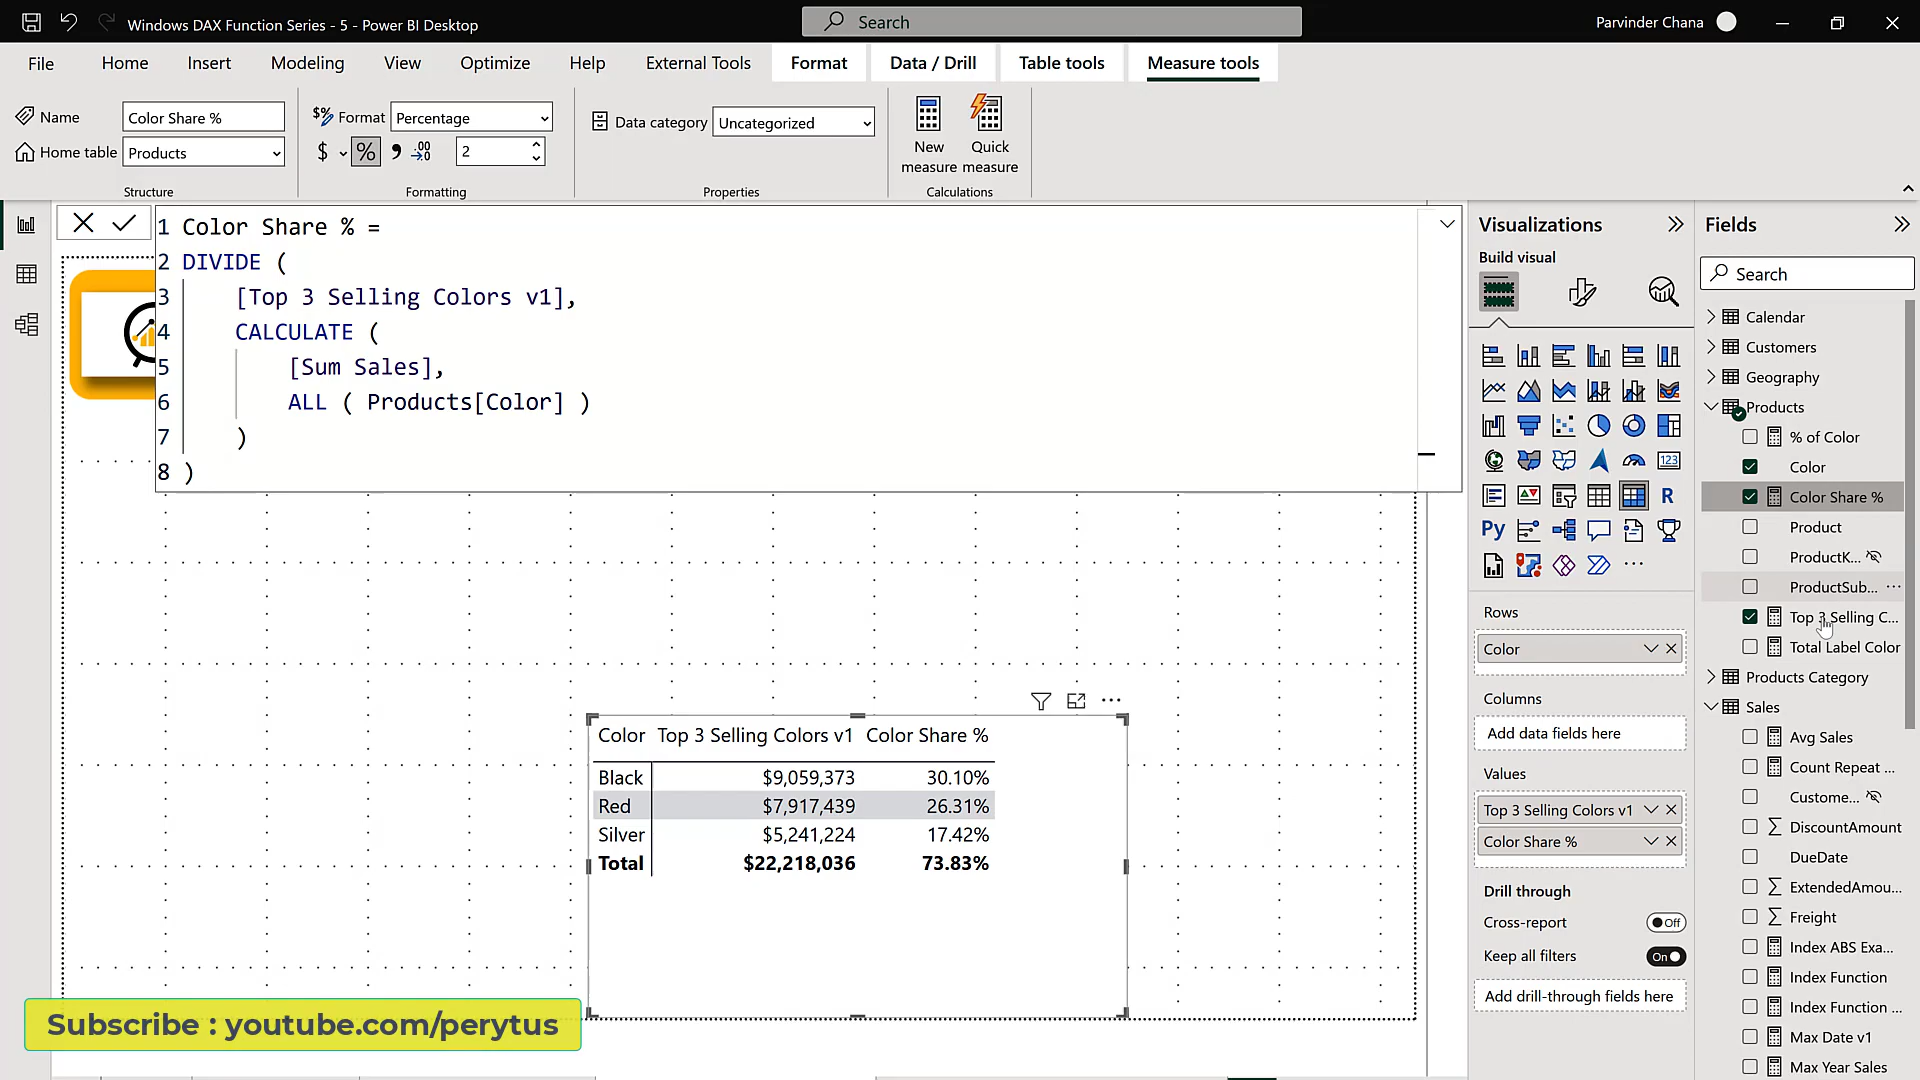 Windows DAX Function Series - 5 - Power BI Desktop
Search
Parvinder Chana
File
Home
Insert
Modeling
View
Optimize
Help
External Tools
Format
Data / Drill
Table tools
Measure tools
Name
Color Share %
Home table
Products
Structure
Format
Percentage
$
%
2
Formatting
Data category
Uncategorized
Properties
New measure
Quick measure
Calculations
1 Color Share % =
2 DIVIDE (
3 [Top 3 Selling Colors v1],
4 CALCULATE (
5 [Sum Sales],
6 ALL ( Products[Color] )
7 )
8 )
Color Top 3 Selling Colors v1 Color Share %
Black $9,059,373 30.10%
Red $7,917,439 26.31%
Silver $5,241,224 17.42%
Total $22,218,036 73.83%
Subscribe : youtube.com/perytus
Visualizations
Build visual
123
R
Py
Rows
Color
Columns
Add data fields here
Values
Top 3 Selling Colors v1
Color Share %
Drill through
Cross-report
Off
Keep all filters
On
Add drill-through fields here
Fields
Search
Calendar
Customers
Geography
Products
% of Color
Color
Color Share %
Product
ProductK...
ProductSub...
Top 3 Selling C...
Total Label Color
Products Category
Sales
Avg Sales
Count Repeat ...
Custome...
DiscountAmount
DueDate
ExtendedAmou...
Freight
Index ABS Exa...
Index Function
Index Function ...
Max Date v1
Max Year Sales